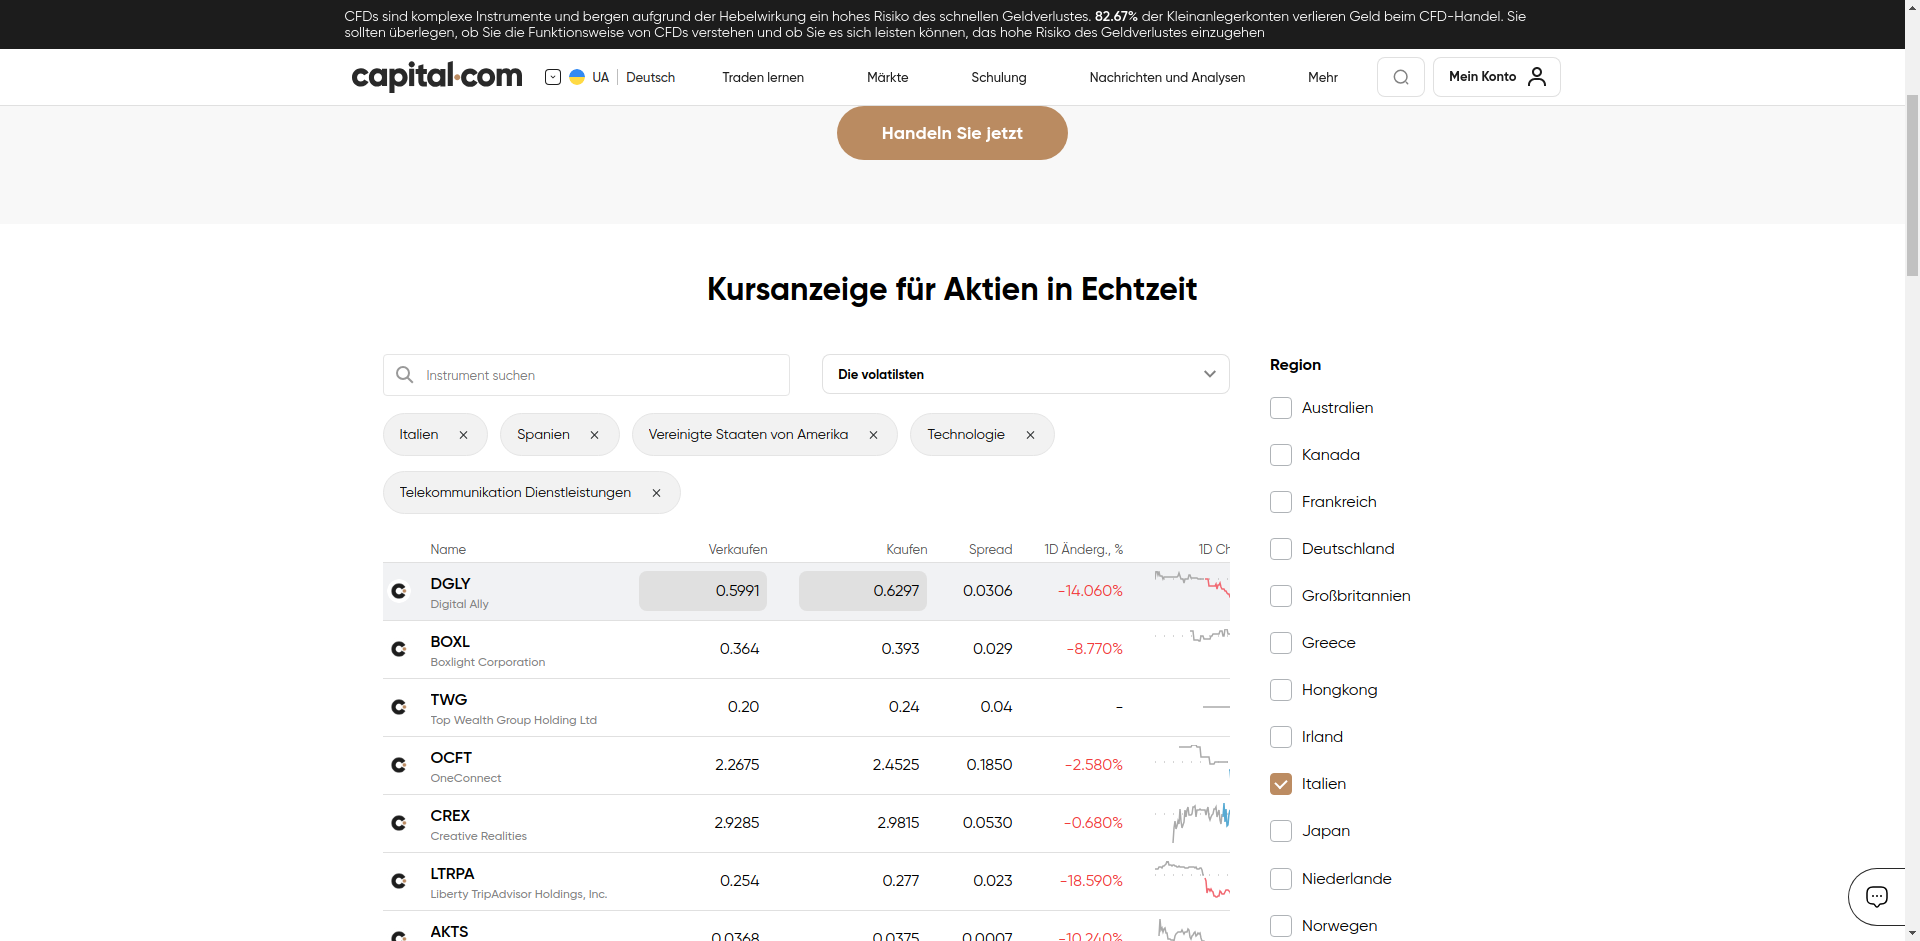 CFDs sind komplexe Instrumente und bergen aufgrund der Hebelwirkung ein hohes Risiko des schnellen Geldverlustes. 82.67% der Kleinanlegerkonten verlieren Geld beim CFD-Handel. Sie
sollten überlegen, ob Sie die Funktionsweise von CFDs verstehen und ob Sie es sich leisten können, das hohe Risiko des Geldverlustes einzugehen
capital.com UA Deutsch Traden lernen Märkte Schulung Nachrichten und Analysen Mehr Mein Konto
Handeln Sie jetzt
Kursanzeige für Aktien in Echtzeit
Instrument suchen Die volatilsten
Italien Spanien Vereinigte Staaten von Amerika Technologie
Telekommunikation Dienstleistungen
Name Verkaufen Kaufen Spread 1D Änderg., % 1D Ch
DGLY 0.5991 0.6297 0.0306 -14.060%
Digital Ally
BOXL 0.364 0.393 0.029 -8.770%
Boxlight Corporation
TWG 0.20 0.24 0.04 -
Top Wealth Group Holding Ltd
OCFT 2.2675 2.4525 0.1850 -2.580%
OneConnect
CREX 2.9285 2.9815 0.0530 -0.680%
Creative Realities
LTRPA 0.254 0.277 0.023 -18.590%
Liberty TripAdvisor Holdings, Inc.
AKTS 0.0368 0.0375 0.0007 -10.240%
Region
Australien
Kanada
Frankreich
Deutschland
Großbritannien
Greece
Hongkong
Irland
Italien
Japan
Niederlande
Norwegen